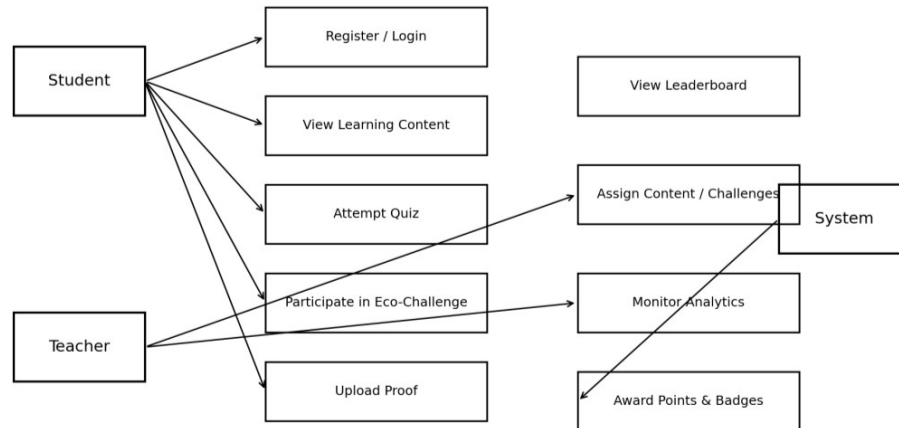 Student
Teacher
Register / Login
View Learning Content
Attempt Quiz
Participate in Eco-Challenge
Upload Proof
View Leaderboard
Assign Content / Challenges
Monitor Analytics
Award Points & Badges
System